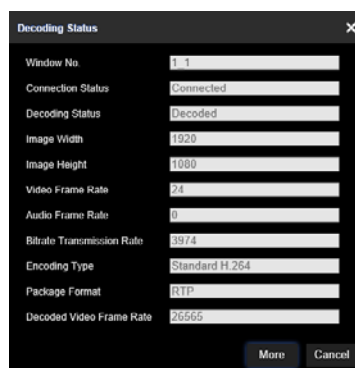 Decoding Status
Window No. 1_1
Connection Status Connected
Decoding Status Decoded
Image Width 1920
Image Height 1080
Video Frame Rate 24
Audio Frame Rate 0
Bitrate Transmission Rate 3974
Encoding Type Standard H.264
Package Format RTP
Decoded Video Frame Rate 26565
More Cancel